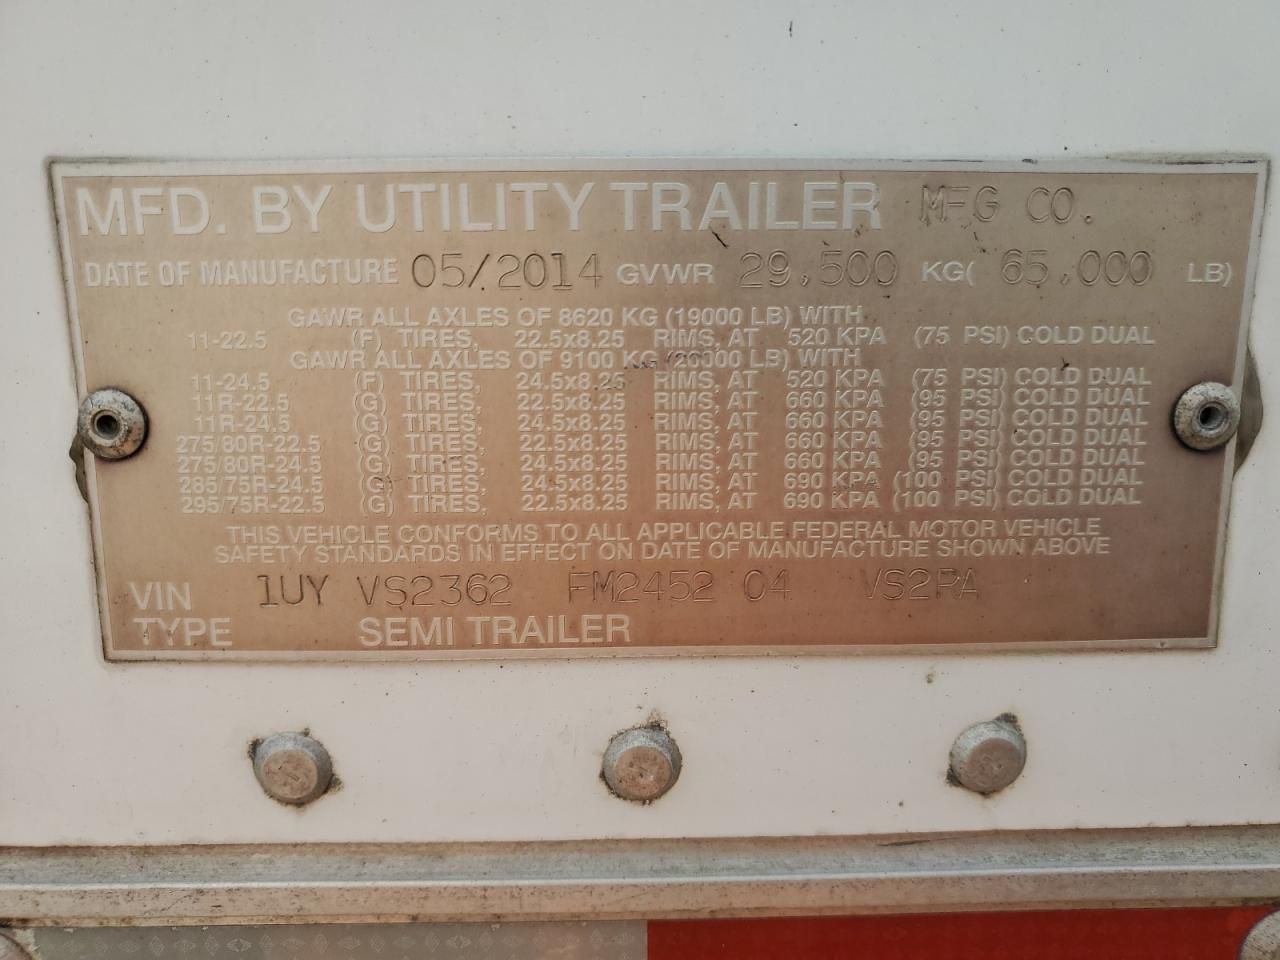 MFD. BY UTILITY TRAILER MFG CO.
DATE OF MANUFACTURE 05/2014 GVWR 29,500 KG( 65,000 LB)
GAWR ALL AXLES OF 8620 KG (19000 LB) WITH
11-22.5 (F) TIRES, 22.5x8.25 RIMS, AT 520 KPA (75 PSI) COLD DUAL
GAWR ALL AXLES OF 9100 KG (20000 LB) WITH
11-24.5 (F) TIRES, 24.5x8.25 RIMS, AT 520 KPA (75 PSI) COLD DUAL
11R-22.5 (G) TIRES, 22.5x8.25 RIMS, AT 660 KPA (95 PSI) COLD DUAL
11R-24.5 (G) TIRES, 24.5x8.25 RIMS, AT 660 KPA (95 PSI) COLD DUAL
275/80R-22.5 (G) TIRES, 22.5x8.25 RIMS, AT 660 KPA (95 PSI) COLD DUAL
275/80R-24.5 (G) TIRES, 24.5x8.25 RIMS, AT 660 KPA (95 PSI) COLD DUAL
285/75R-24.5 (G) TIRES, 24.5x8.25 RIMS, AT 690 KPA (100 PSI) COLD DUAL
295/75R-22.5 (G) TIRES, 22.5x8.25 RIMS, AT 690 KPA (100 PSI) COLD DUAL
THIS VEHICLE CONFORMS TO ALL APPLICABLE FEDERAL MOTOR VEHICLE
SAFETY STANDARDS IN EFFECT ON DATE OF MANUFACTURE SHOWN ABOVE
VIN 1UY VS2362 FM2452 04 VS2RA
TYPE SEMI TRAILER